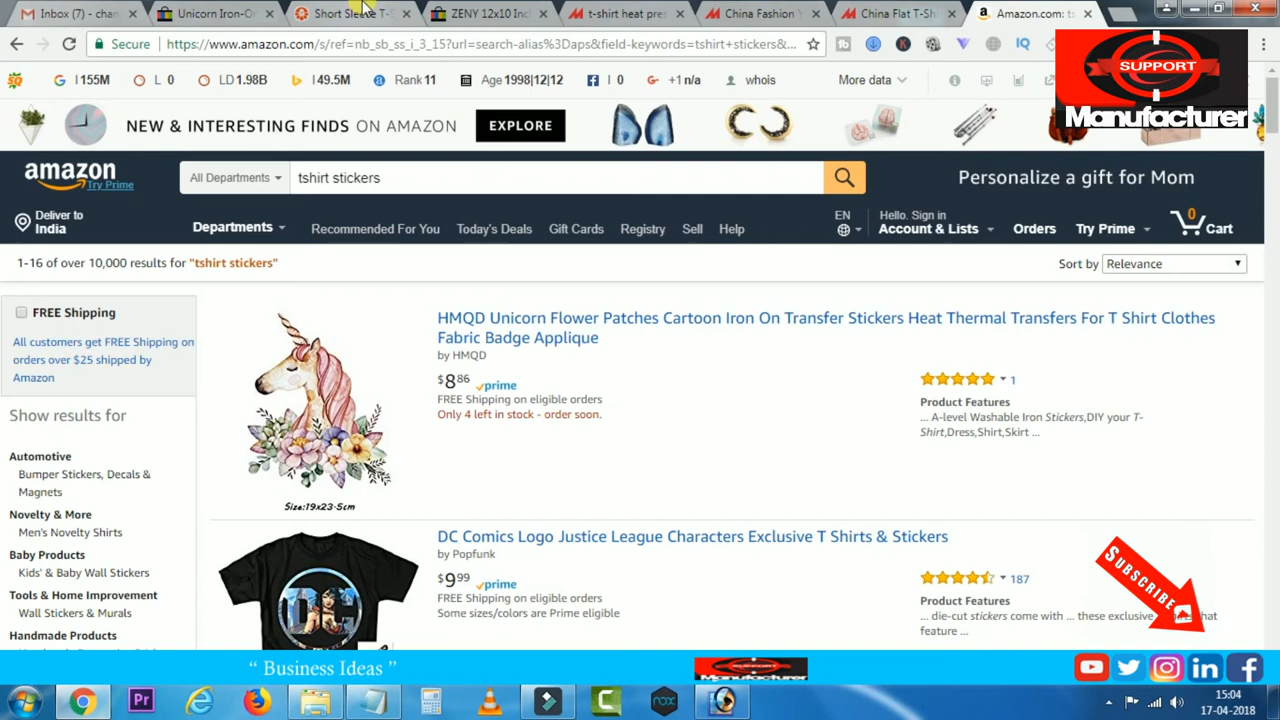 Inbox (7) - chan
Unicorn Iron-O
Short Sleeve T-S
ZENY 12x10 Inc
t-shirt heat pres
China Fashion
China Flat T-Sh
Amazon.com: ts
Secure
https://www.amazon.com/s/ref=nb_sb_ss_i_3_15?
=search-alias%3Daps&field-keywords=tshirt+stickers&...
I 155M
L 0
LD 1.98B
I 49.5M
Rank
Age 1998|12|12
I 0
+1 n/a
whois
More data
SUPPORT
Manufacturer
NEW & INTERESTING FINDS ON AMAZON
EXPLORE
amazon
Try Prime
All Departments
tshirt stickers
Personalize a gift for Mom
Deliver to
India
Departments
Recommended For You
Today's Deals
Gift Cards
Registry
Sell
Help
EN
Hello. Sign in
Account & Lists
Orders
Try Prime
0
Cart
1-16 of over 10,000 results for "tshirt stickers"
Sort by
Relevance
FREE Shipping
All customers get FREE Shipping on
orders over $25 shipped by
Amazon
Show results for
Automotive
Bumper Stickers, Decals &
Magnets
Novelty & More
Men's Novelty Shirts
Baby Products
Kids' & Baby Wall Stickers
Tools & Home Improvement
Wall Stickers & Murals
Handmade Products
Size:19x23-5cm
HMQD Unicorn Flower Patches Cartoon Iron On Transfer Stickers Heat Thermal Transfers For T Shirt Clothes
Fabric Badge Applique
by HMQD
$8 86 prime
FREE Shipping on eligible orders
Only 4 left in stock - order soon.
1
Product Features
... A-level Washable Iron Stickers,DIY your T-
Shirt,Dress,Shirt,Skirt ...
DC Comics Logo Justice League Characters Exclusive T Shirts & Stickers
by Popfunk
$9 99 prime
FREE Shipping on eligible orders
Some sizes/colors are Prime eligible
187
Product Features
... die-cut stickers come with ... these exclusive
that
feature ...
DC
SUBSCRIBE
“ Business Ideas ”
SUPPORT
Manufacturer
Pr
nox
15:04
17-04-2018